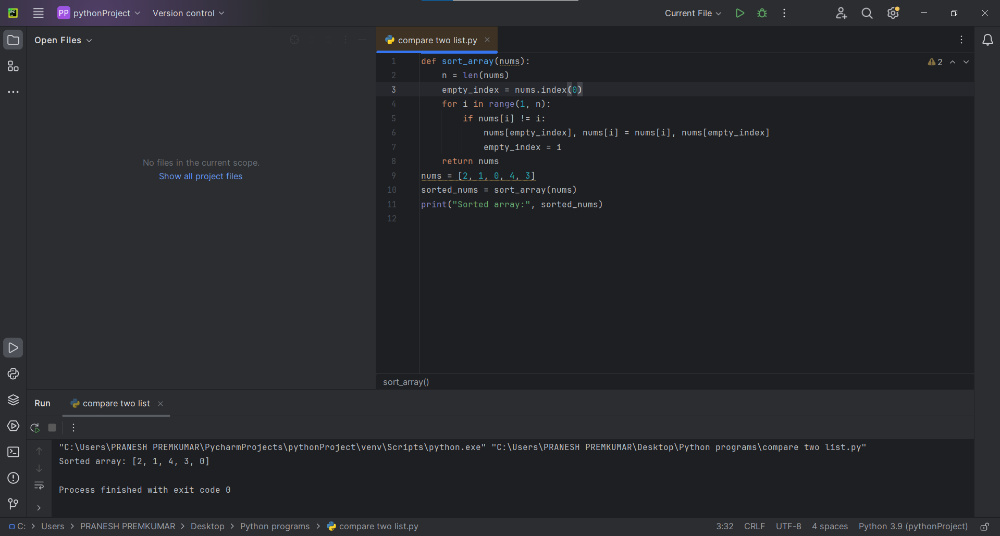 PP pythonProject Version control Current File
Open Files
compare two list.py
1 def sort_array(nums): 2
2     n = len(nums)
3     empty_index = nums.index(0)
4     for i in range(1, n):
5         if nums[i] != i:
6             nums[empty_index], nums[i] = nums[i], nums[empty_index]
7             empty_index = i
8     return nums
9 nums = [2, 1, 0, 4, 3]
10 sorted_nums = sort_array(nums)
11 print("Sorted array:", sorted_nums)
12
No files in the current scope.
Show all project files
sort_array()
Run compare two list
"C:\Users\PRANESH PREMKUMAR\PycharmProjects\pythonProject\venv\Scripts\python.exe" "C:\Users\PRANESH PREMKUMAR\Desktop\Python programs\compare two list.py"
Sorted array: [2, 1, 4, 3, 0]
Process finished with exit code 0
C: > Users > PRANESH PREMKUMAR > Desktop > Python programs > compare two list.py 3:32 CRLF UTF-8 4 spaces Python 3.9 (pythonProject)